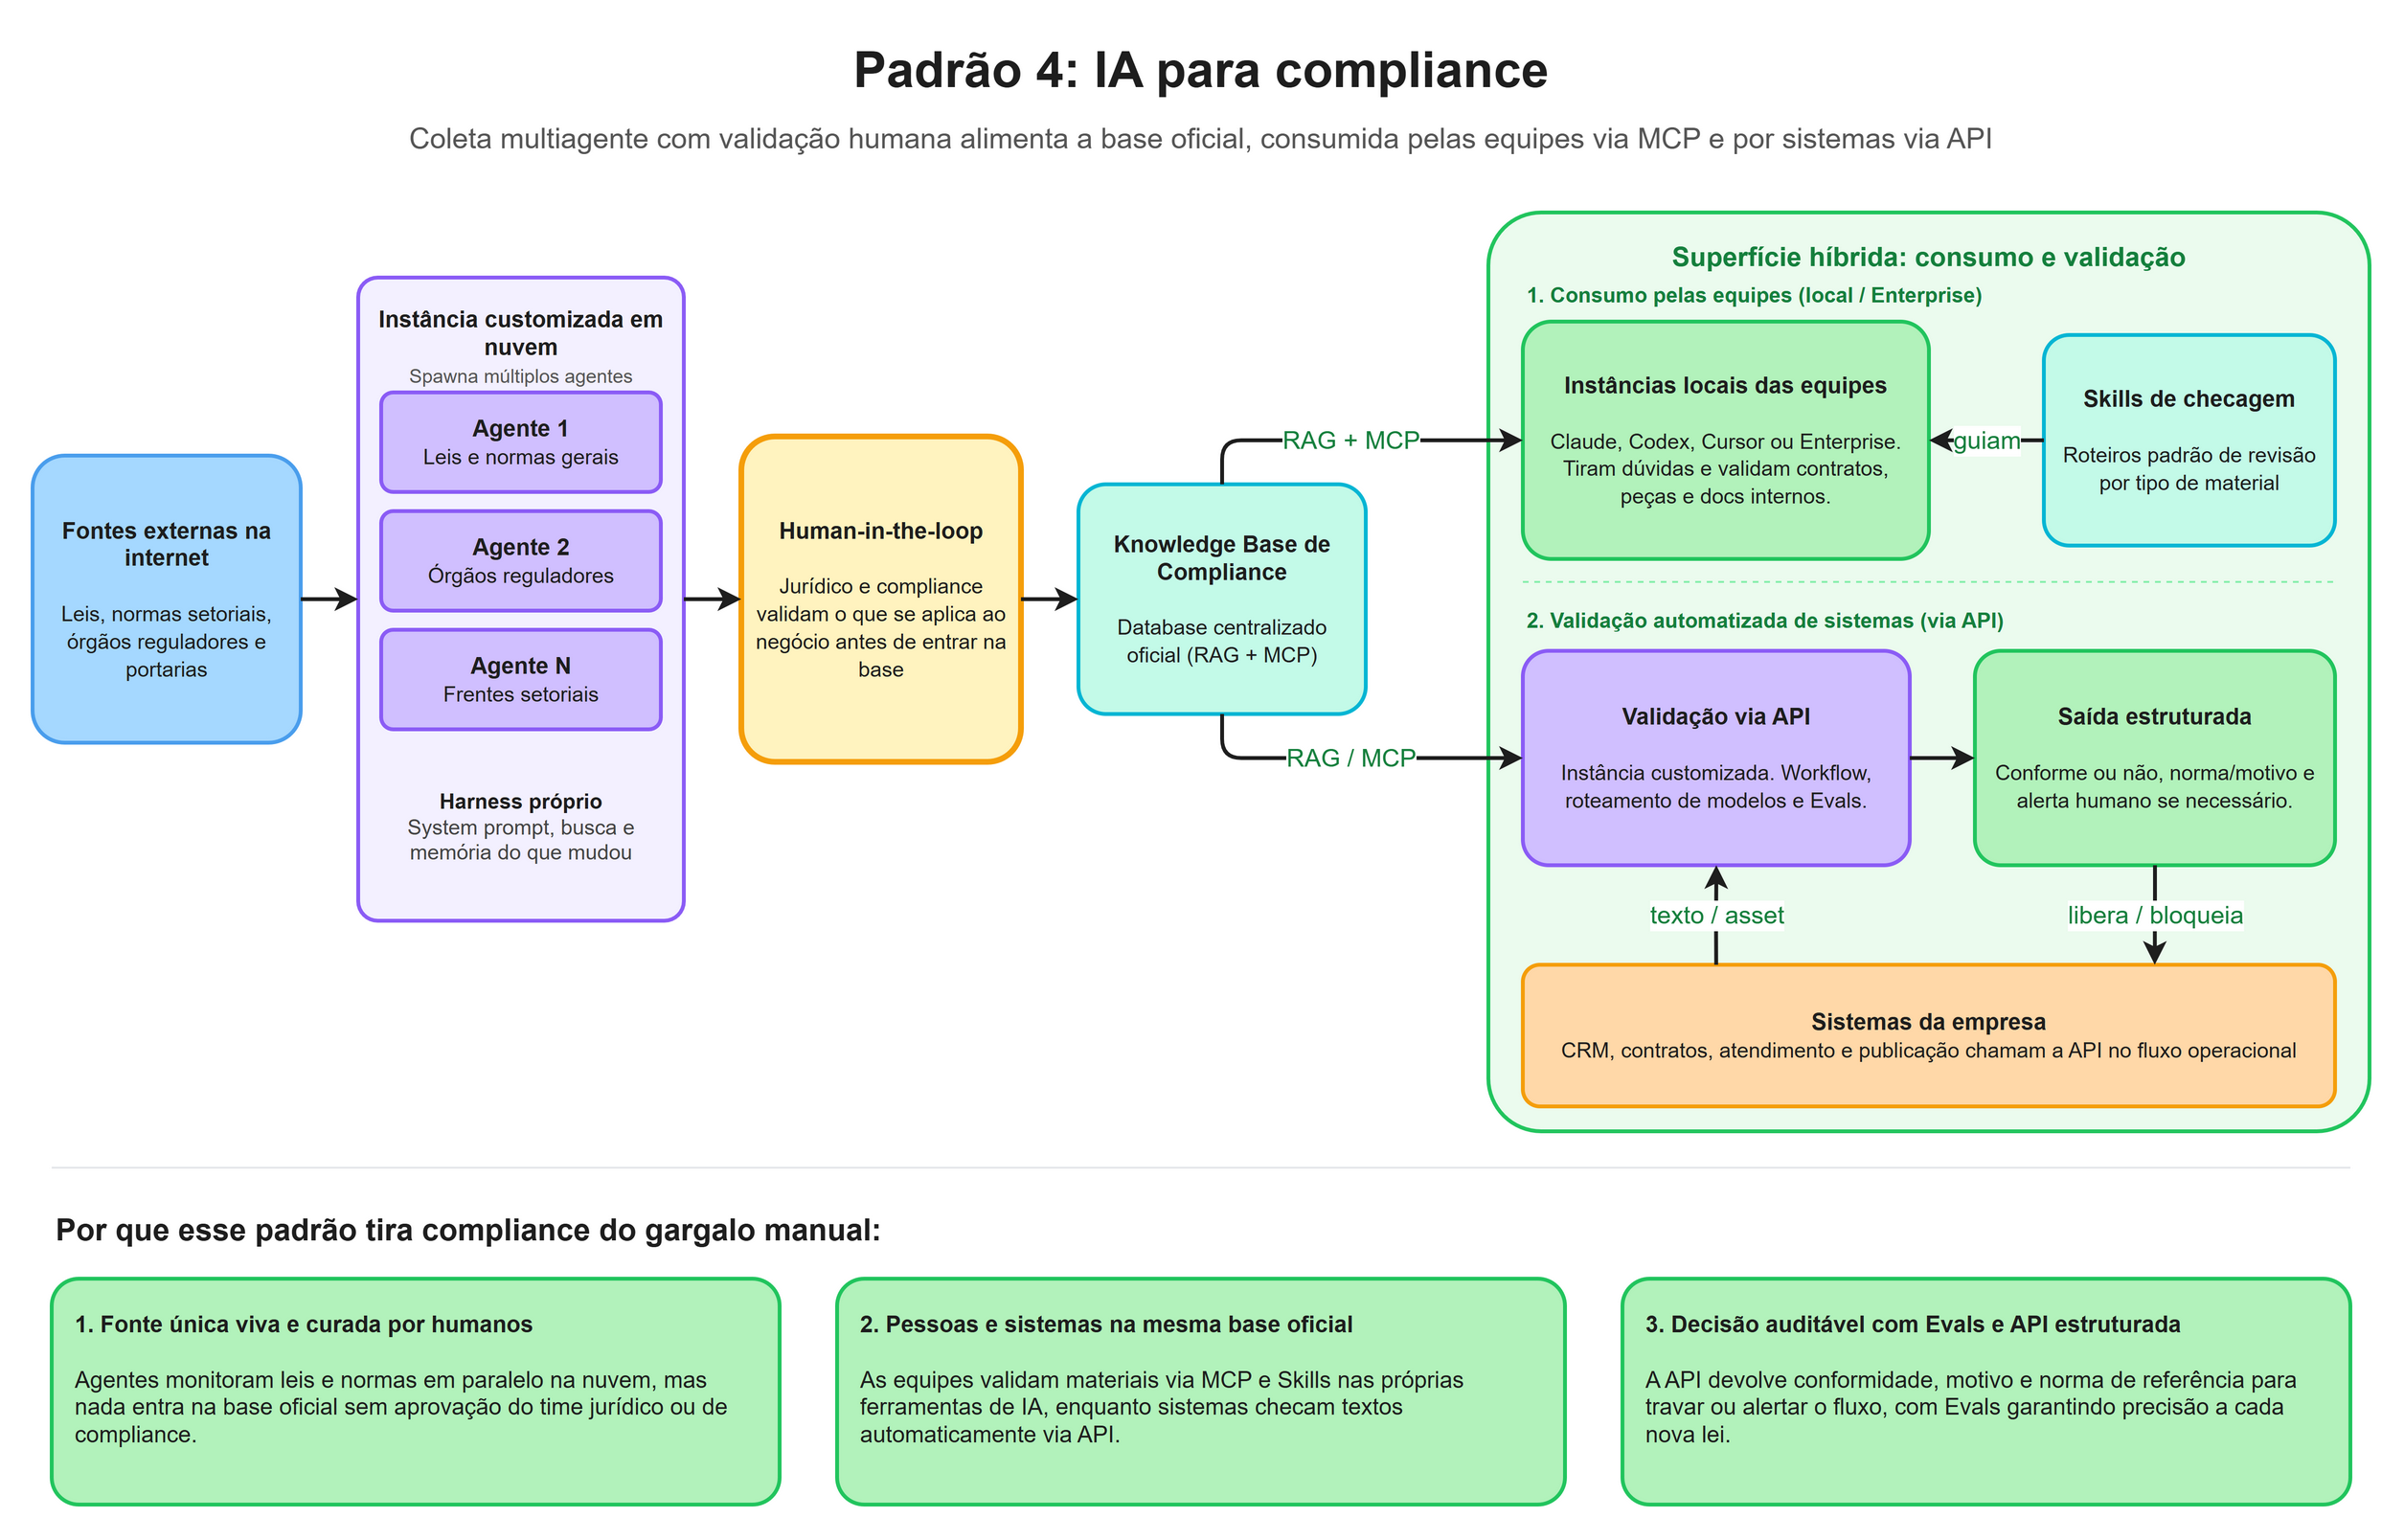 Padrão 4: IA para compliance
Coleta multiagente com validação humana alimenta a base oficial, consumida pelas equipes via MCP e por sistemas via API
Fontes externas na
internet
Leis, normas setoriais,
órgãos reguladores e
portarias
Instância customizada em
nuvem
Spawna múltiplos agentes
Agente 1
Leis e normas gerais
Agente 2
Órgãos reguladores
Agente N
Frentes setoriais
Harness próprio
System prompt, busca e
memória do que mudou
Human-in-the-loop
Jurídico e compliance
validam o que se aplica ao
negócio antes de entrar na
base
Knowledge Base de
Compliance
Database centralizado
oficial (RAG + MCP)
RAG + MCP
RAG / MCP
Superfície híbrida: consumo e validação
1. Consumo pelas equipes (local / Enterprise)
Instâncias locais das equipes
Claude, Codex, Cursor ou Enterprise.
Tiram dúvidas e validam contratos,
peças e docs internos.
guiam
Skills de checagem
Roteiros padrão de revisão
por tipo de material
2. Validação automatizada de sistemas (via API)
Validação via API
Instância customizada. Workflow,
roteamento de modelos e Evals.
Saída estruturada
Conforme ou não, norma/motivo e
alerta humano se necessário.
texto / asset
libera / bloqueia
Sistemas da empresa
CRM, contratos, atendimento e publicação chamam a API no fluxo operacional
Por que esse padrão tira compliance do gargalo manual:
1. Fonte única viva e curada por humanos
Agentes monitoram leis e normas em paralelo na nuvem, mas
nada entra na base oficial sem aprovação do time jurídico ou de
compliance.
2. Pessoas e sistemas na mesma base oficial
As equipes validam materiais via MCP e Skills nas próprias
ferramentas de IA, enquanto sistemas checam textos
automaticamente via API.
3. Decisão auditável com Evals e API estruturada
A API devolve conformidade, motivo e norma de referência para
travar ou alertar o fluxo, com Evals garantindo precisão a cada
nova lei.